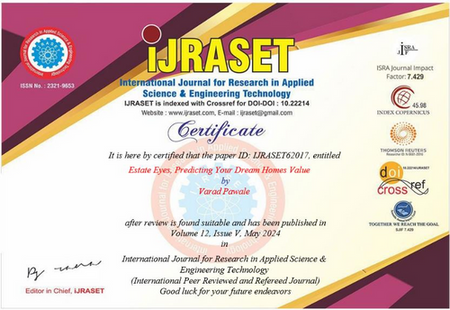 iJRASET
International Journal for Research in Applied
Science & Engineering Technology
IJRASET is indexed with Crossref for DOI-DOI : 10.22214
Website : www.ijraset.com, E-mail : ijraset@gmail.com
ISSN No. : 2321-9653
Certificate
It is here by certified that the paper ID: IJRASET62017, entitled
Estate Eyes, Predicting Your Dream Homes Value
by
Varad Pawale
after review is found suitable and has been published in
Volume 12, Issue V, May 2024
in
International Journal for Research in Applied Science &
Engineering Technology
(International Peer Reviewed and Refereed Journal)
Good luck for your future endeavors
Editor in Chief, iJRASET
ISRA
JIF
ISRA Journal Impact
Factor: 7.429
45.98
INDEX COPERNICUS
THOMSON REUTERS
doi
cross ref
TOGETHER WE REACH THE GOAL
SJIF 7.429